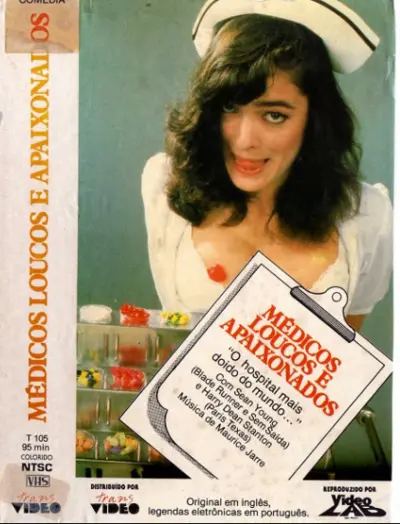 COMÉDIA
MÉDICOS LOUCOS E APAIXONADOS
T 105
95 min
COLORIDO
NTSC
VHS
trans
VIDEO
MÉDICOS
LOUCOS E
APAIXONADOS
"O hospital mais
doido do mundo..."
Com Sean Young
(Blade Runner e Sem Saída)
e Harry Dean Stanton
(Paris Texas)
Música de Maurice Jarre
DISTRIBUÍDO POR
trans
VIDEO
Original em inglês,
legendas eletrônicas em português.
REPRODUZIDO POR
Video
LAB